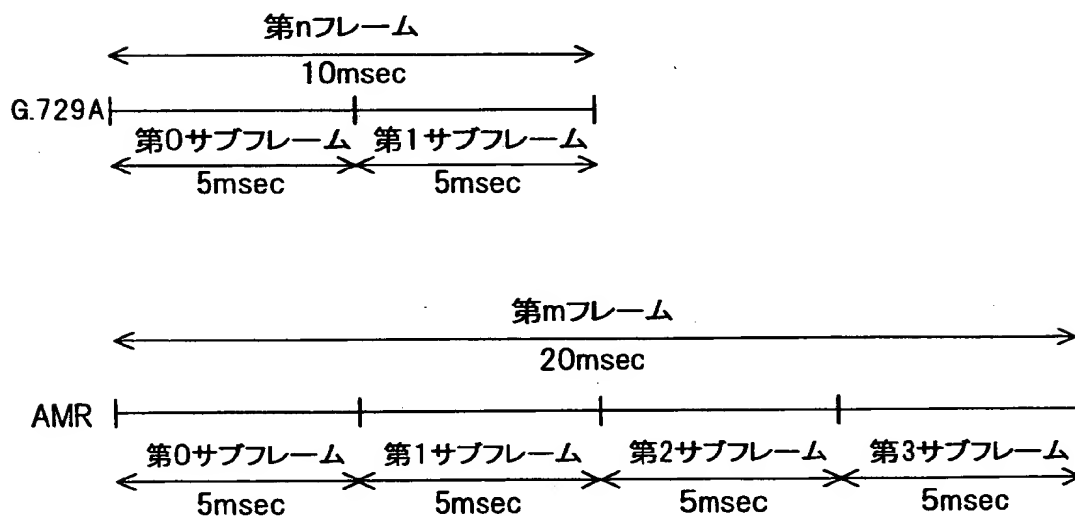 第nフレーム
10msec
G.729A
第0サブフレーム 第1サブフレーム
5msec 5msec
第mフレーム
20msec
AMR
第0サブフレーム 第1サブフレーム 第2サブフレーム 第3サブフレーム
5msec 5msec 5msec 5msec